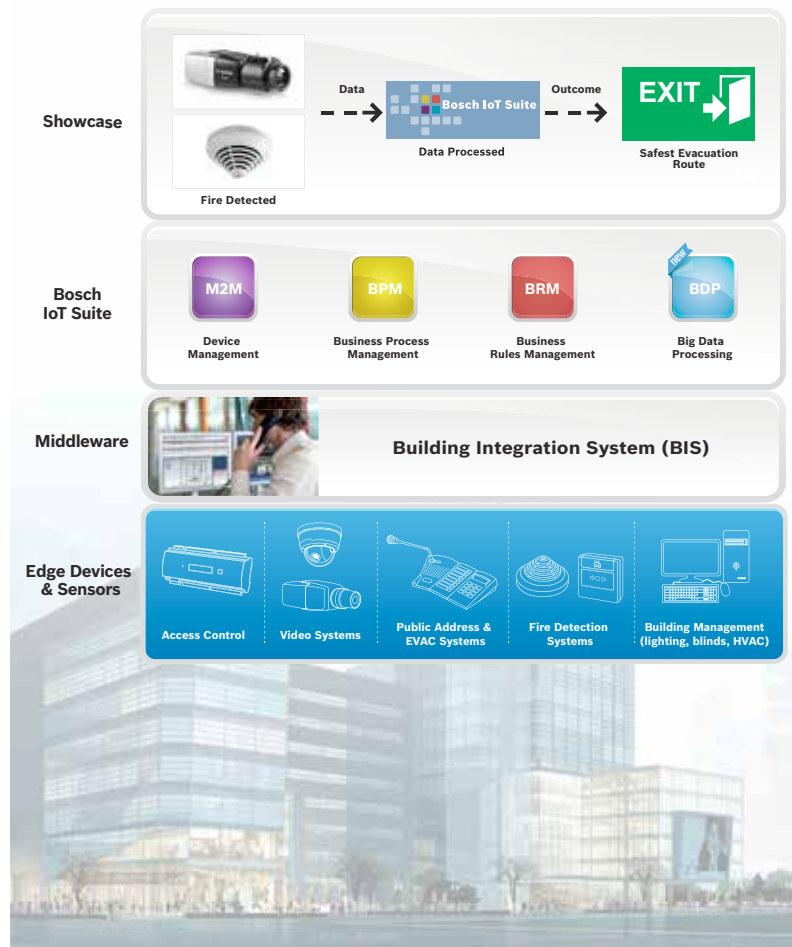 Showcase
Data
Bosch IoT Suite
Outcome
EXIT
Fire Detected
Data Processed
Safest Evacuation
Route
Bosch
IoT Suite
M2M
BPM
BRM
new
BDP
Device
Management
Business Process
Management
Business
Rules Management
Big Data
Processing
Middleware
Building Integration System (BIS)
Edge Devices
& Sensors
Access Control
Video Systems
Public Address &
EVAC Systems
Fire Detection
Systems
Building Management
(lighting, blinds, HVAC)